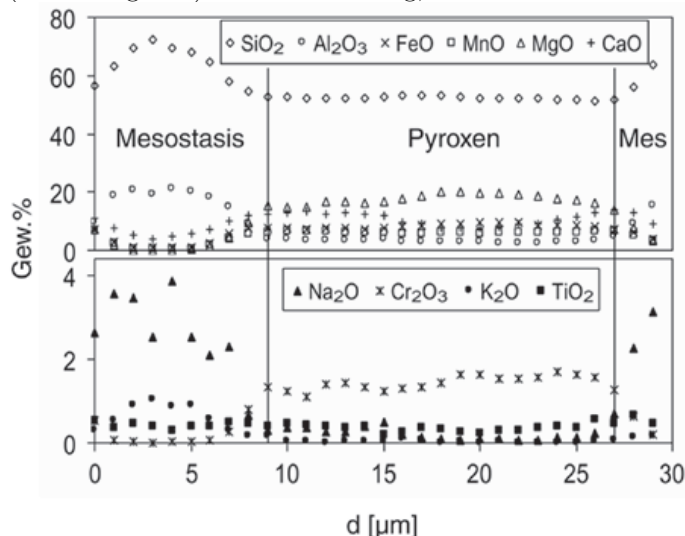 80
◇ SiO₂ ○ Al₂O₃ × FeO □ MnO △ MgO + CaO
60
Mesostasis Pyroxen Mes
40
20
0
Gew.%
▲ Na₂O × Cr₂O₃ • K₂O ■ TiO₂
4
2
0
0 5 10 15 20 25 30
d [µm]